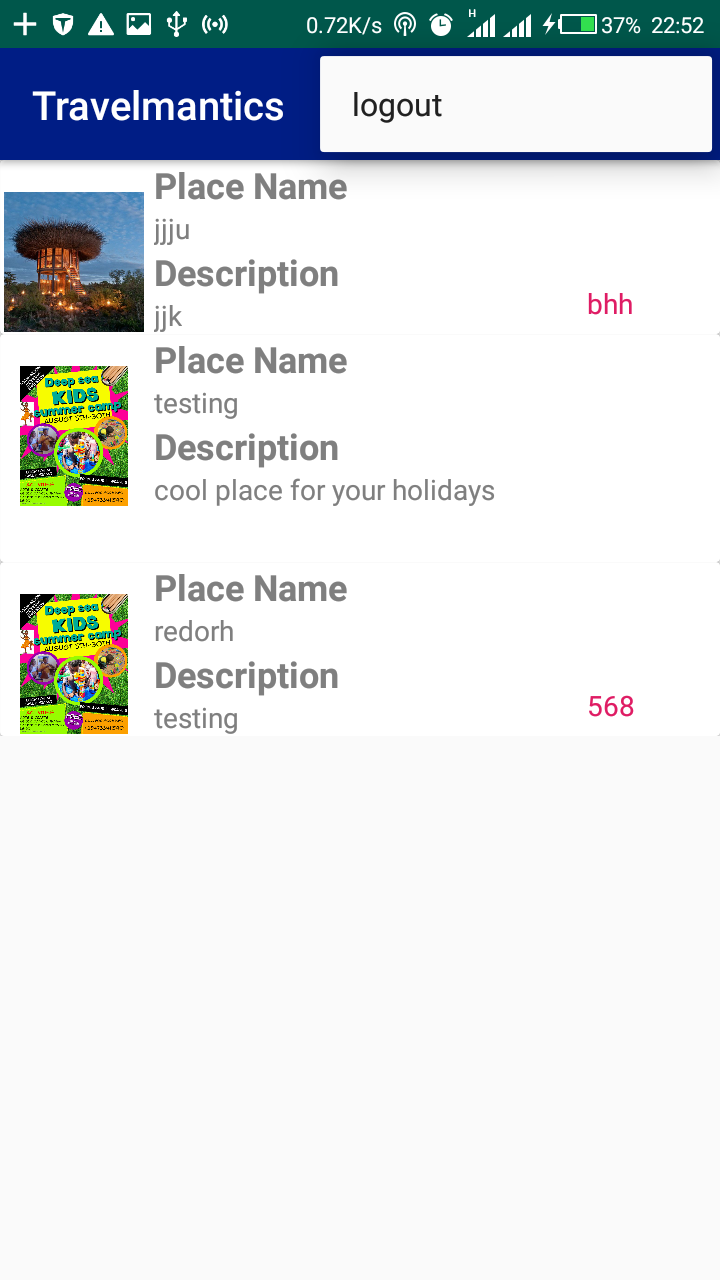 0.72K/s H 37% 22:52
Travelmantics
logout
Place Name
jjju
Description
jjk
bhh
Place Name
Deep sea
KIDS
summer camp
AUGUST 5TH-30TH
testing
Description
cool place for your holidays
Place Name
Deep sea
KIDS
summer camp
AUGUST 5TH-30TH
redorh
Description
testing
568